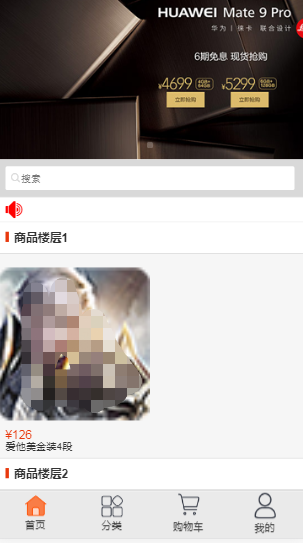 HUAWEI Mate 9 Pro
华为 | 徕卡 联合设计
6期免息 现货抢购
¥4699 4GB+ 64GB ¥5299 6GB+ 128GB
立即抢购 立即抢购
搜索
商品楼层1
¥126
爱他美金装4段
商品楼层2
首页 分类 购物车 我的